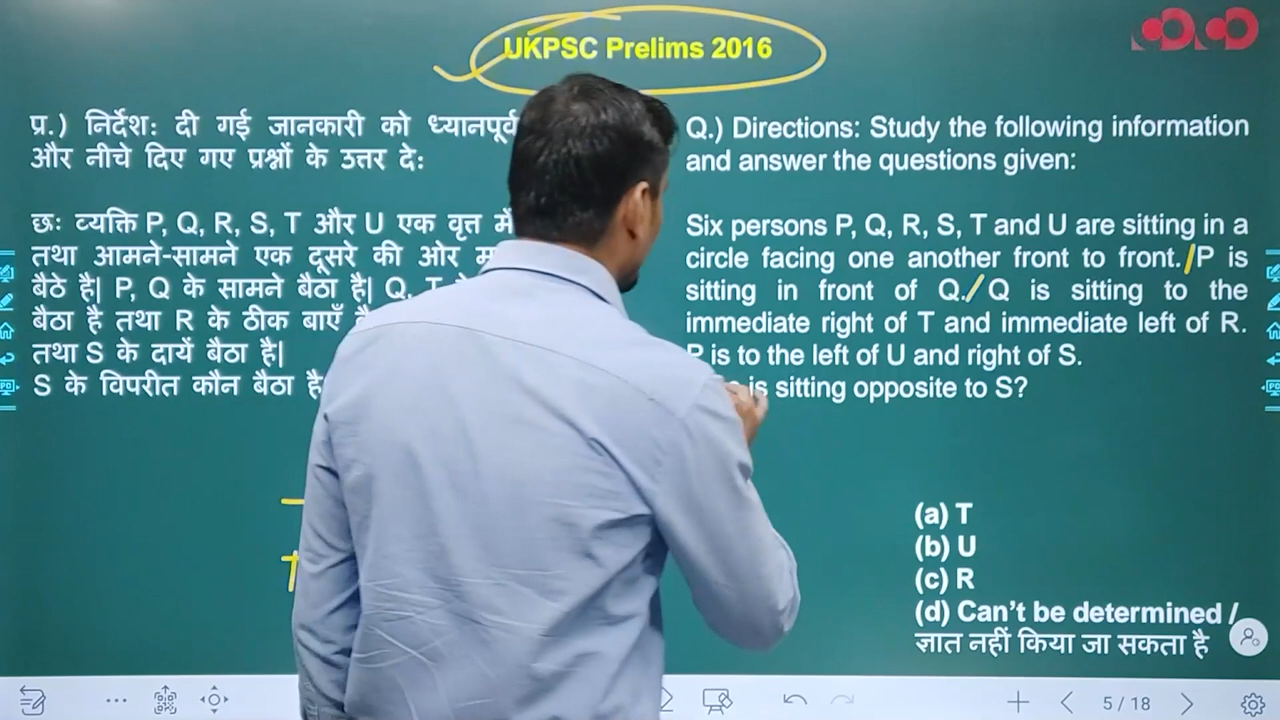 UKPSC Prelims 2016
प्र.) निर्देश: दी गई जानकारी को
और नीचे दिए गए प्रश्नों के उत्तर दे:
छः व्यक्ति P, Q, R, S, T और U एक वृत्त में
तथा आमने-सामने एक दूसरे की ओर
बैठे है| P, Q के सामने बैठा है| Q, T
बैठा है तथा R के ठीक बाएँ
तथा S के दायें बैठा है|
S के विपरीत कौन बैठा
Q.) Directions: Study the following information
and answer the questions given:
Six persons P, Q, R, S, T and U are sitting in a
circle facing one another front to front. P is
sitting in front of Q. Q is sitting to the
immediate right of T and immediate left of R.
P is to the left of U and right of S.
is sitting opposite to S?
(a) T
(b) U
(c) R
(d) Can't be determined /
ज्ञात नहीं किया जा सकता है
5 / 18